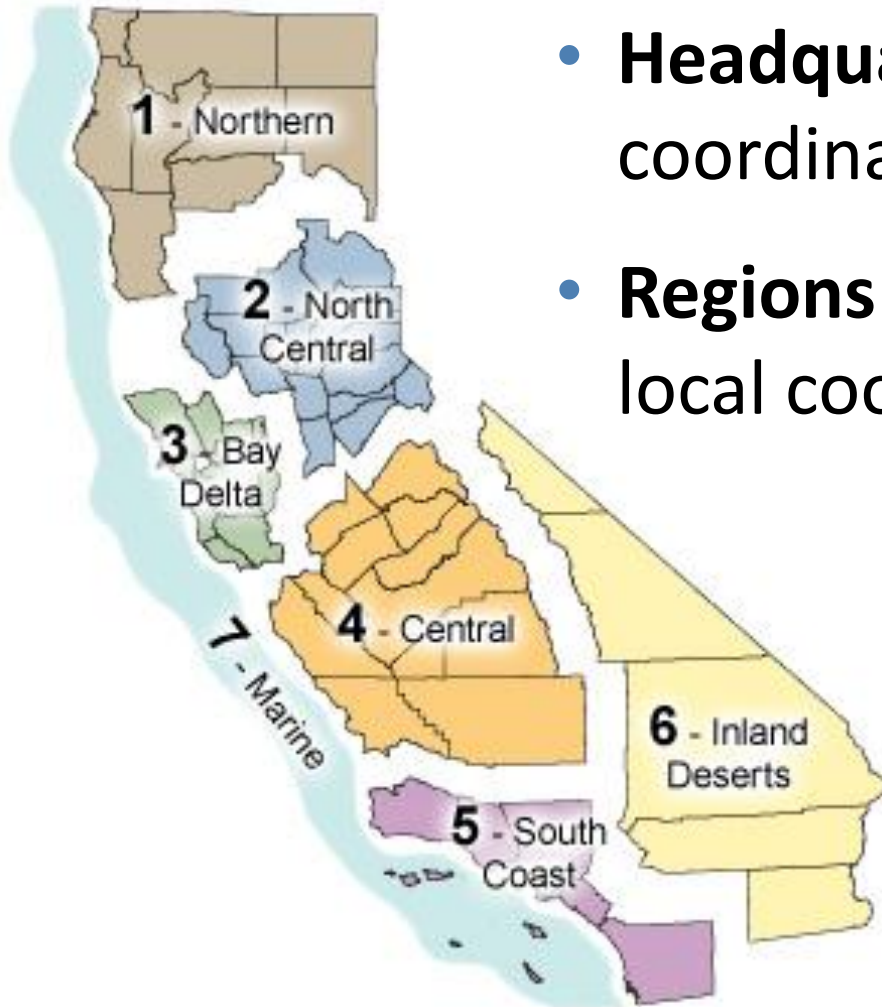 1 - Northern
2 - North
Central
3 - Bay
Delta
4 - Central
5 - South
Coast
6 - Inland
Deserts
7 - Marine
• Headqua
coordina
• Regions
local coo